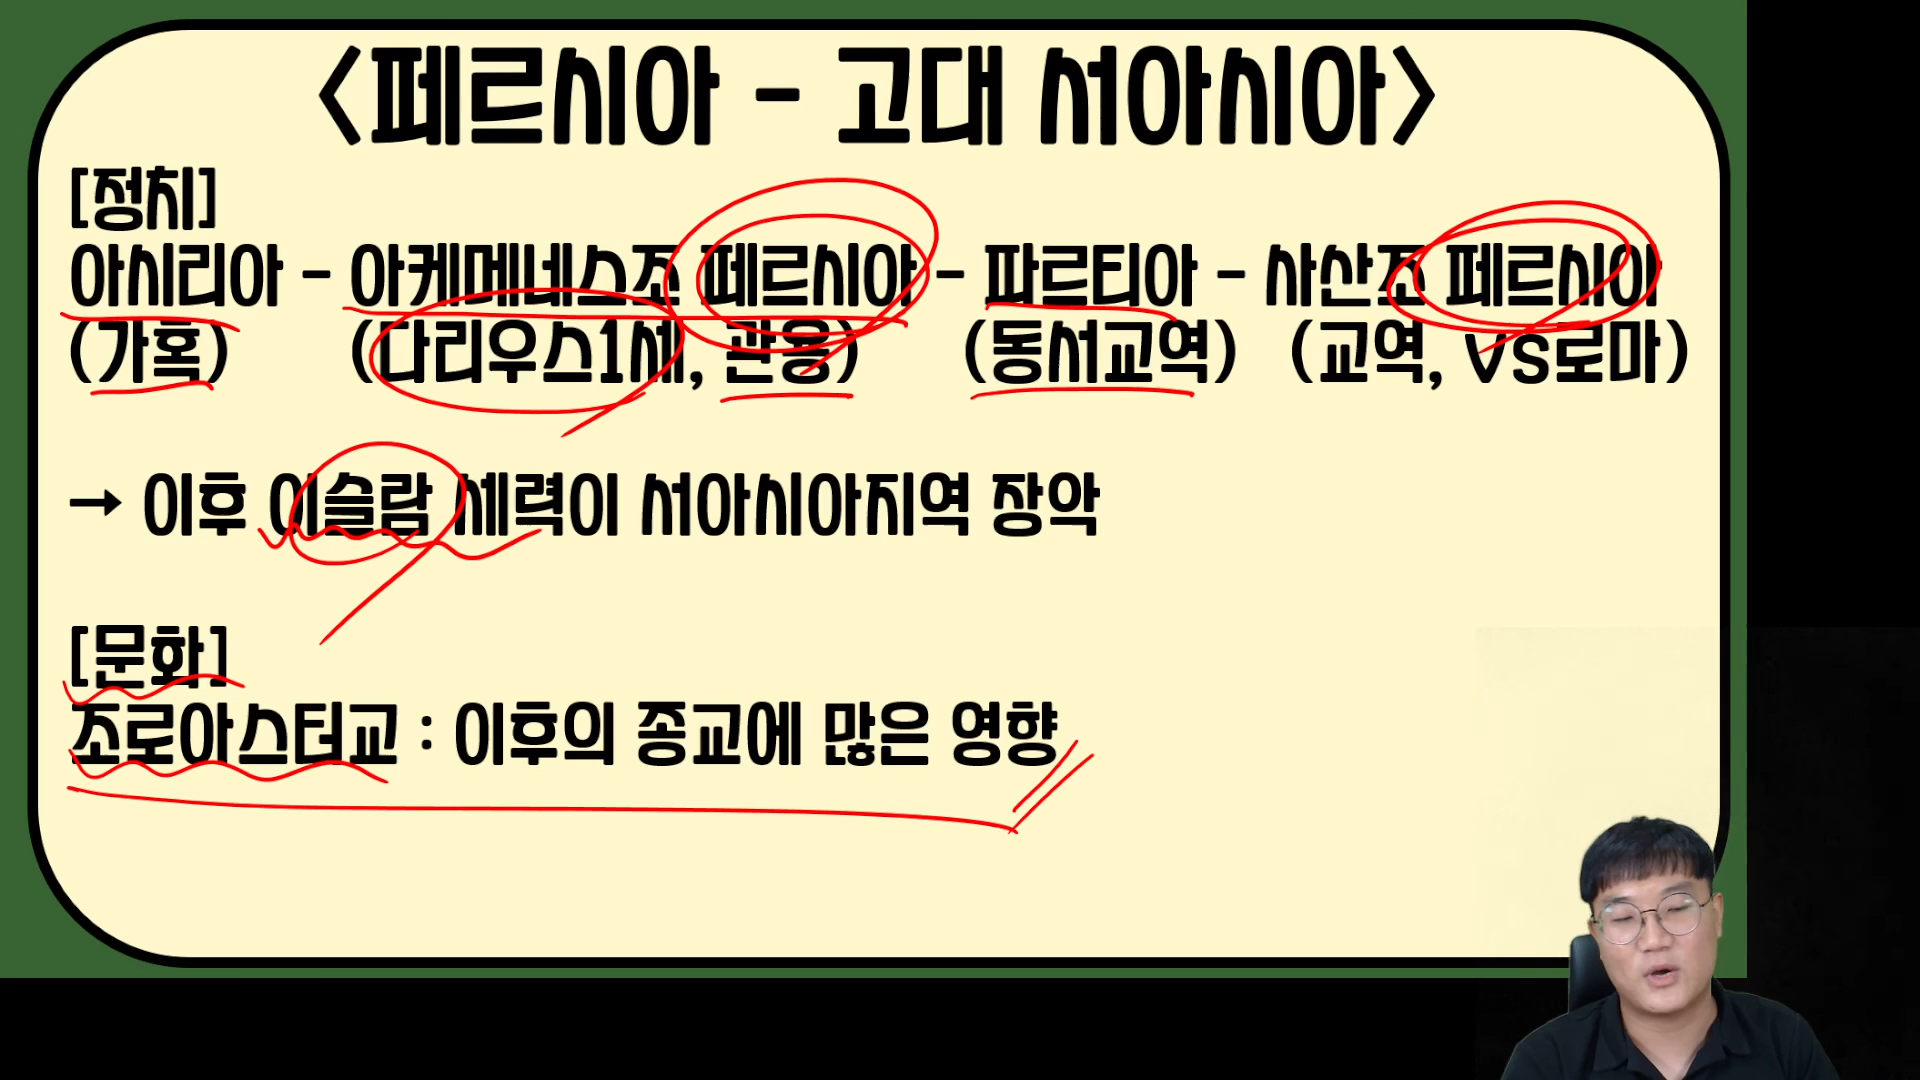 <페르시아 - 고대 서아시아>
[정치]
아시리아 - 아케메네스조 페르시아 - 파르티아 - 사산조 페르시아
(가혹) (다리우스1세, 관용) (동서교역) (교역, VS로마)
→ 이후 이슬람 세력이 서아시아지역 장악
[문화]
조로아스터교 : 이후의 종교에 많은 영향